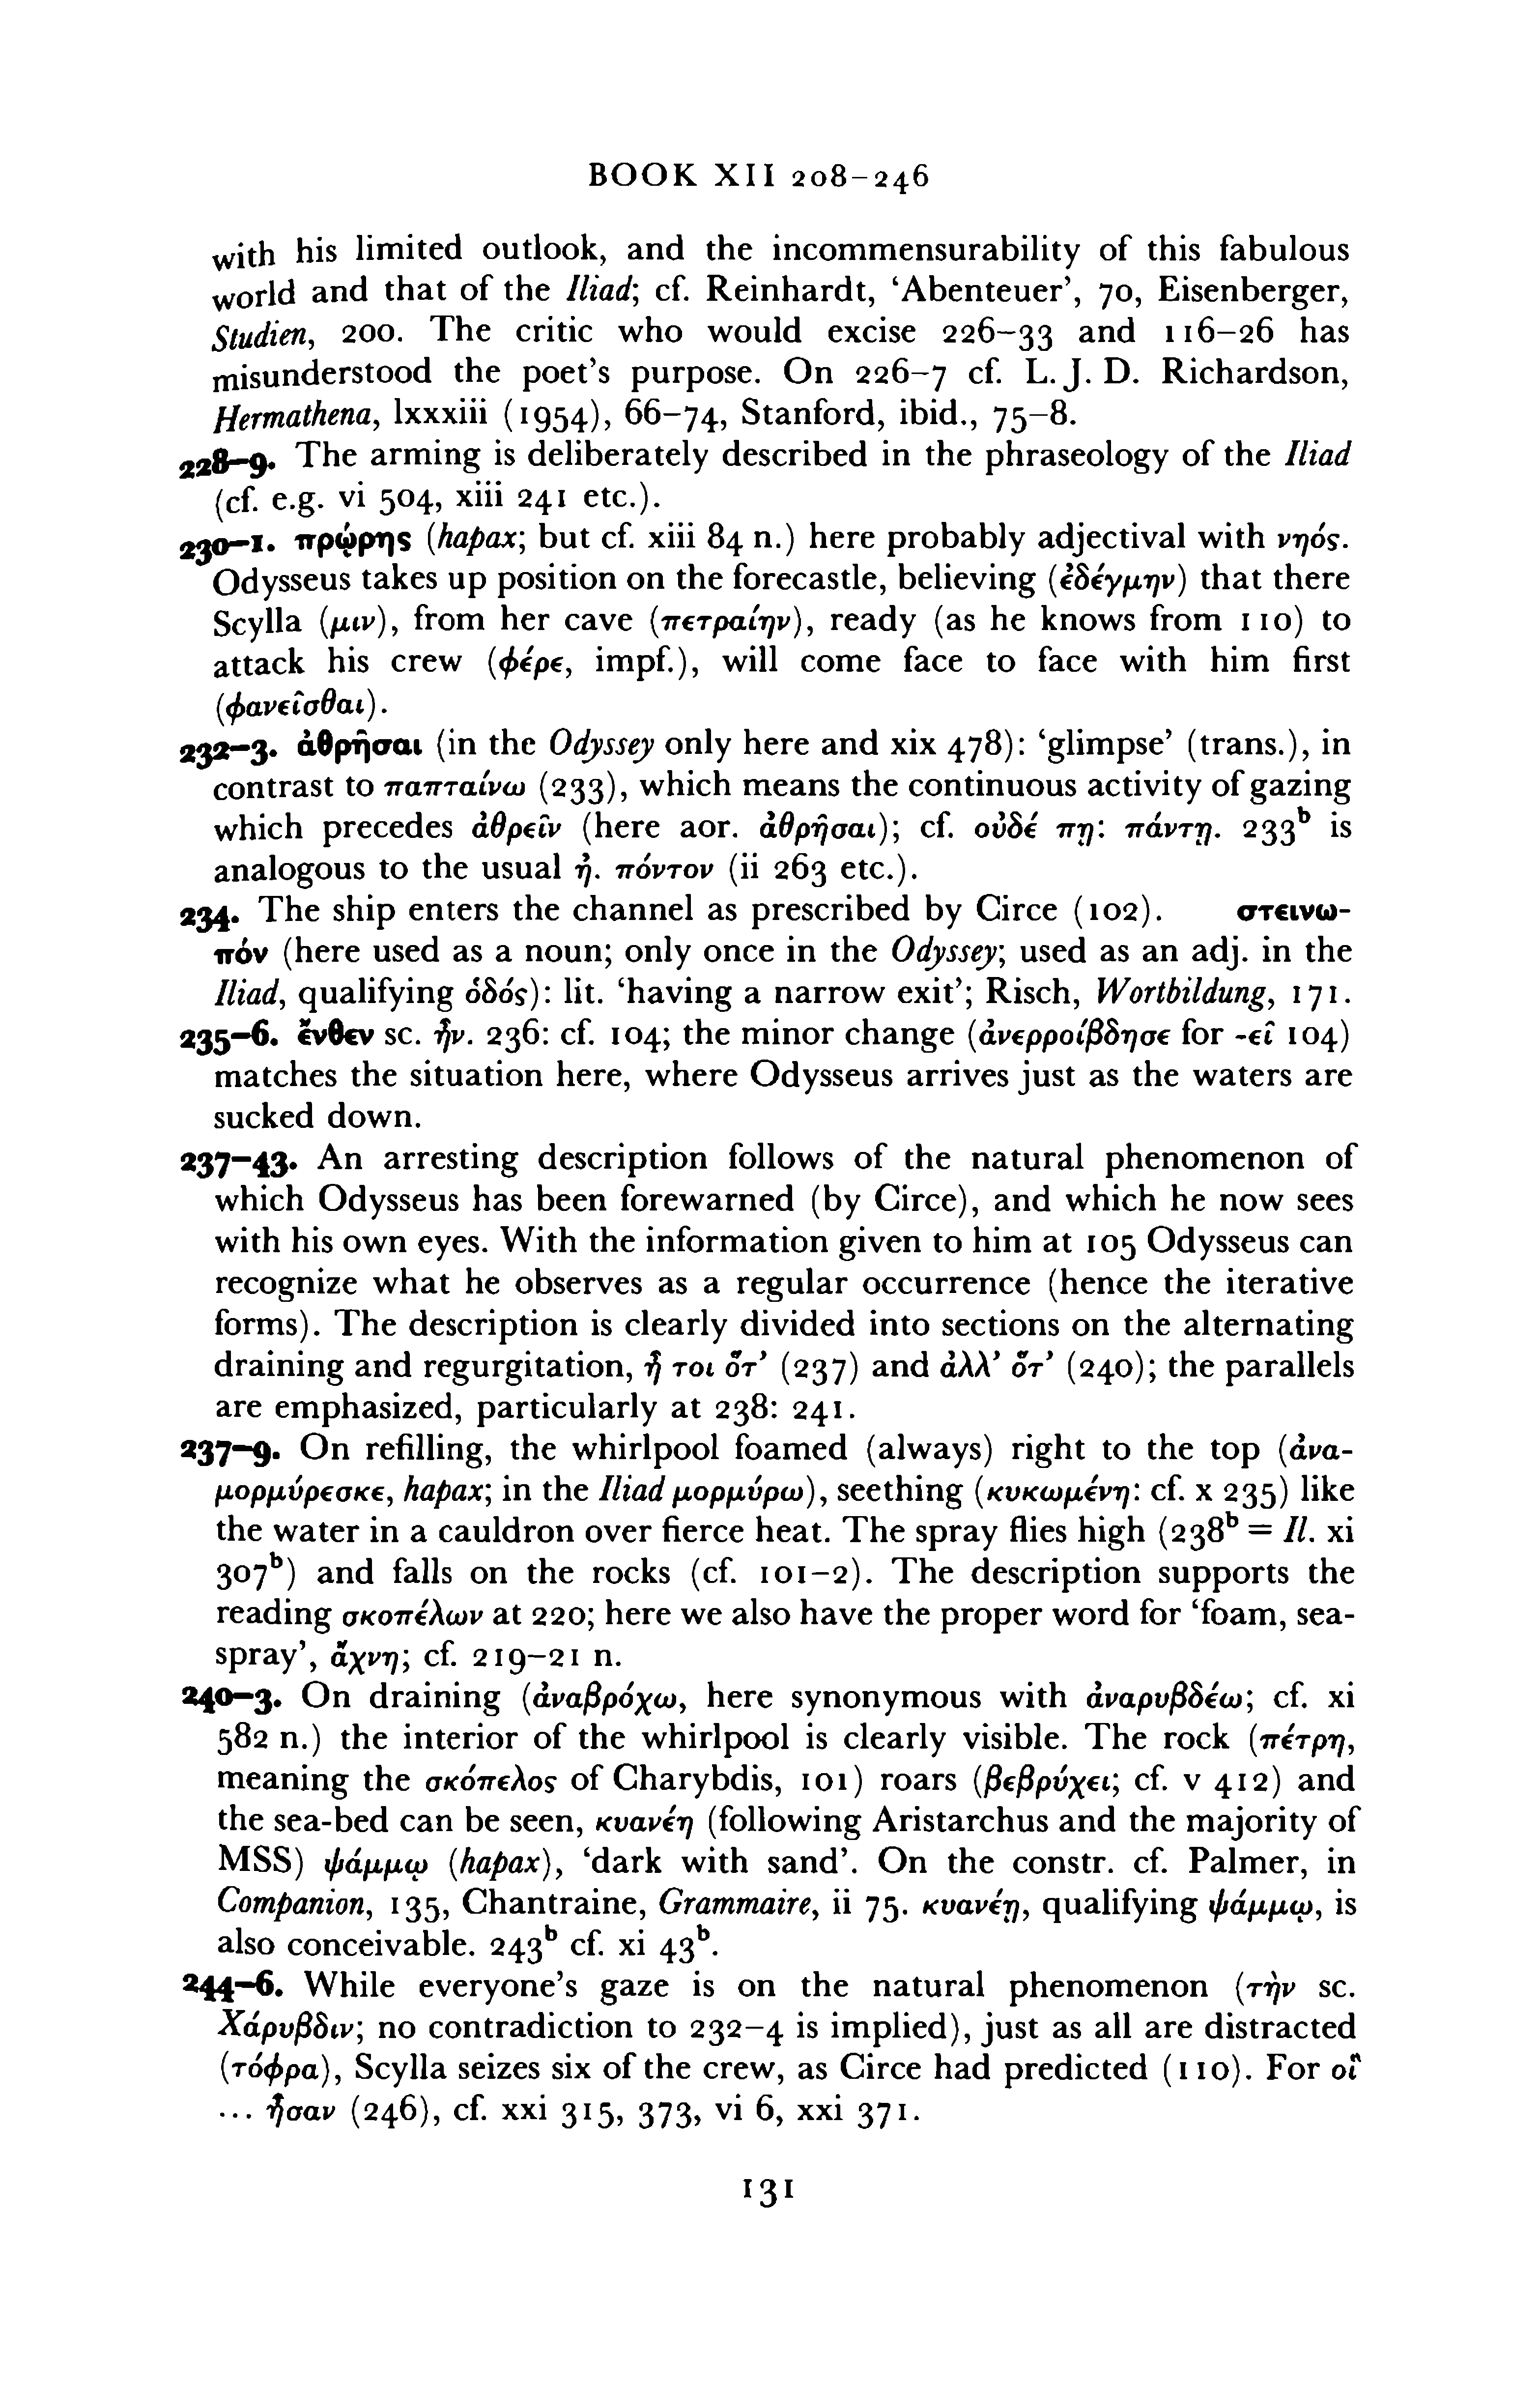 BOOK XII 208–246
with his limited outlook, and the incommensurability of this fabulous
world and that of the Iliad; cf. Reinhardt, ‘Abenteuer’, 70, Eisenberger,
Studien, 200. The critic who would excise 226–33 and 116–26 has
misunderstood the poet’s purpose. On 226–7 cf. L. J. D. Richardson,
Hermathena, lxxxiii (1954), 66–74, Stanford, ibid., 75–8.
228–9. The arming is deliberately described in the phraseology of the Iliad
(cf. e.g. vi 504, xiii 241 etc.).
230–1. πρῴρης (hapax; but cf. xiii 84 n.) here probably adjectival with νηός.
Odysseus takes up position on the forecastle, believing (ἐδέγμην) that there
Scylla (μιν), from her cave (πετραίην), ready (as he knows from 110) to
attack his crew (φέρε, impf.), will come face to face with him first
(φανεῖσθαι).
232–3. ἀθρῆσαι (in the Odyssey only here and xix 478): ‘glimpse’ (trans.), in
contrast to παπταίνω (233), which means the continuous activity of gazing
which precedes ἀθρεῖν (here aor. ἀθρῆσαι); cf. οὐδέ πῃ: πάντῃ. 233ᵇ is
analogous to the usual ἠ. πόντον (ii 263 etc.).
234. The ship enters the channel as prescribed by Circe (102). στεινω-
πόν (here used as a noun; only once in the Odyssey; used as an adj. in the
Iliad, qualifying ὁδός): lit. ‘having a narrow exit’; Risch, Wortbildung, 171.
235–6. ἔνθεν sc. ἦν. 236: cf. 104; the minor change (ἀνερροίβδησε for -εῖ 104)
matches the situation here, where Odysseus arrives just as the waters are
sucked down.
237–43. An arresting description follows of the natural phenomenon of
which Odysseus has been forewarned (by Circe), and which he now sees
with his own eyes. With the information given to him at 105 Odysseus can
recognize what he observes as a regular occurrence (hence the iterative
forms). The description is clearly divided into sections on the alternating
draining and regurgitation, ἦ τοι ὅτ’ (237) and ἀλλ’ ὅτ’ (240); the parallels
are emphasized, particularly at 238: 241.
237–9. On refilling, the whirlpool foamed (always) right to the top (ἀνα-
μορμύρεσκε, hapax; in the Iliad μορμύρω), seething (κυκωμένη: cf. x 235) like
the water in a cauldron over fierce heat. The spray flies high (238ᵇ = Il. xi
307ᵇ) and falls on the rocks (cf. 101–2). The description supports the
reading σκοπέλων at 220; here we also have the proper word for ‘foam, sea-
spray’, ἄχνη; cf. 219–21 n.
240–3. On draining (ἀναβρόχω, here synonymous with ἀναρυβδέω; cf. xi
582 n.) the interior of the whirlpool is clearly visible. The rock (πέτρη,
meaning the σκόπελος of Charybdis, 101) roars (βεβρύχει; cf. v 412) and
the sea-bed can be seen, κυανέη (following Aristarchus and the majority of
MSS) ψάμμῳ (hapax), ‘dark with sand’. On the constr. cf. Palmer, in
Companion, 135, Chantraine, Grammaire, ii 75. κυανέῃ, qualifying ψάμμῳ, is
also conceivable. 243ᵇ cf. xi 43ᵇ.
244–6. While everyone’s gaze is on the natural phenomenon (τήν sc.
Χάρυβδιν; no contradiction to 232–4 is implied), just as all are distracted
(τόφρα), Scylla seizes six of the crew, as Circe had predicted (110). For οἵ
... ἦσαν (246), cf. xxi 315, 373, vi 6, xxi 371.
131